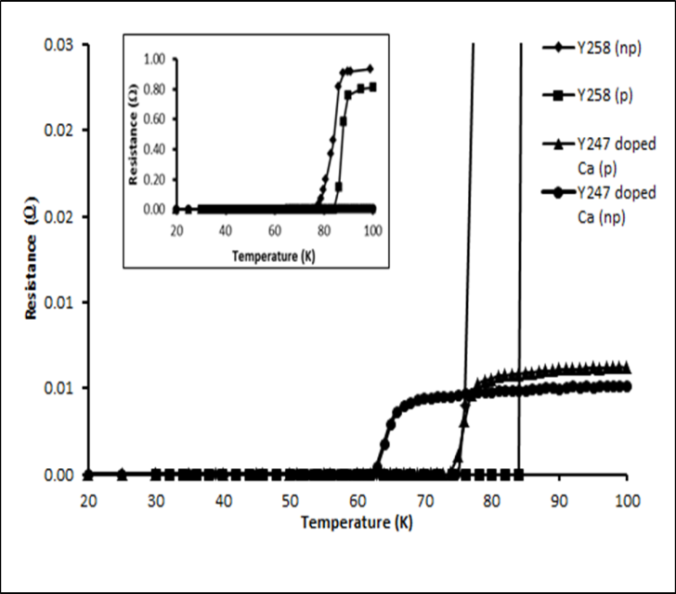 0.03
0.02
0.02
0.01
0.01
0.00
Resistance (Ω)
20 30 40 50 60 70 80 90 100
Temperature (K)
1.00
0.80
0.60
0.40
0.20
0.00
Resistance (Ω)
20 40 60 80 100
Temperature (K)
Y258 (np)
Y258 (p)
Y247 doped
Ca (p)
Y247 doped
Ca (np)